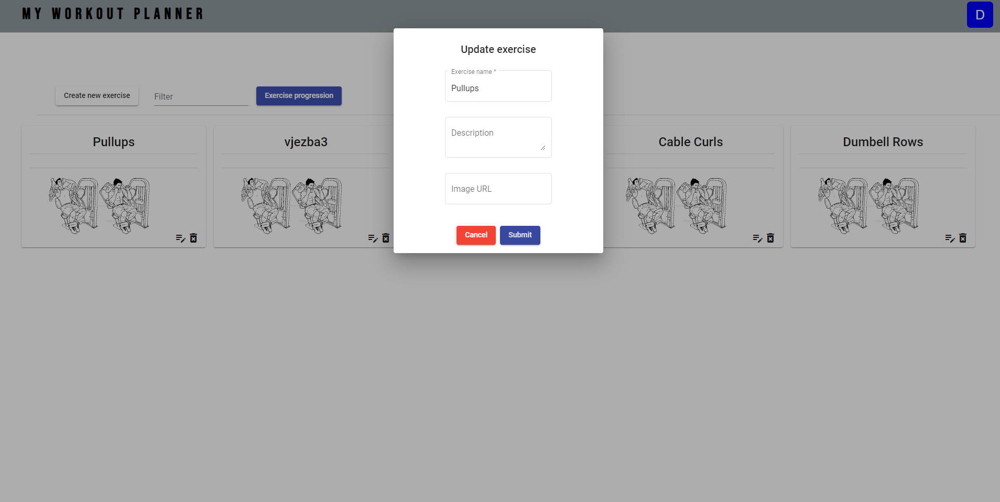 MY WORKOUT PLANNER
D
Update exercise
Exercise name *
Pullups
Description
Image URL
Cancel
Submit
Create new exercise
Filter
Exercise progression
Pullups
vjezba3
Cable Curls
Dumbell Rows